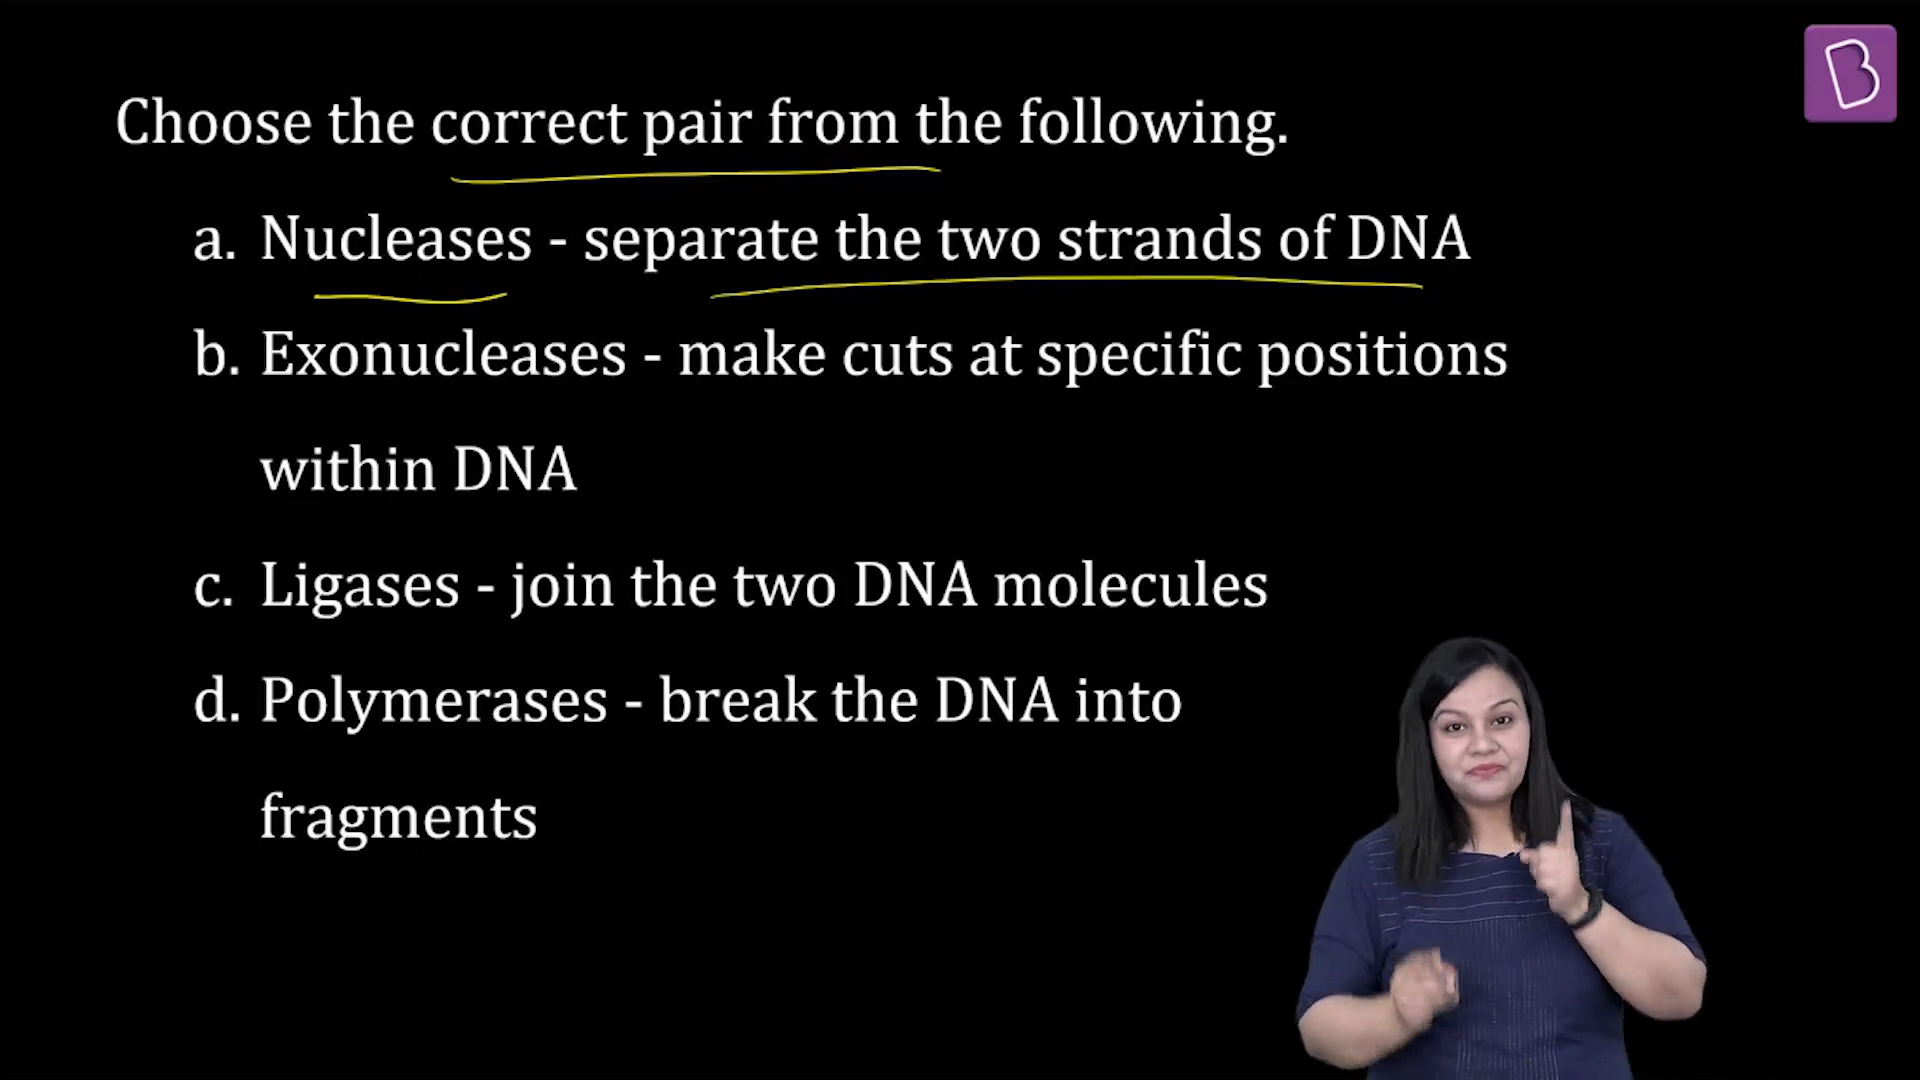 Choose the correct pair from the following.
a. Nucleases - separate the two strands of DNA
b. Exonucleases - make cuts at specific positions
within DNA
c. Ligases - join the two DNA molecules
d. Polymerases - break the DNA into
fragments
B